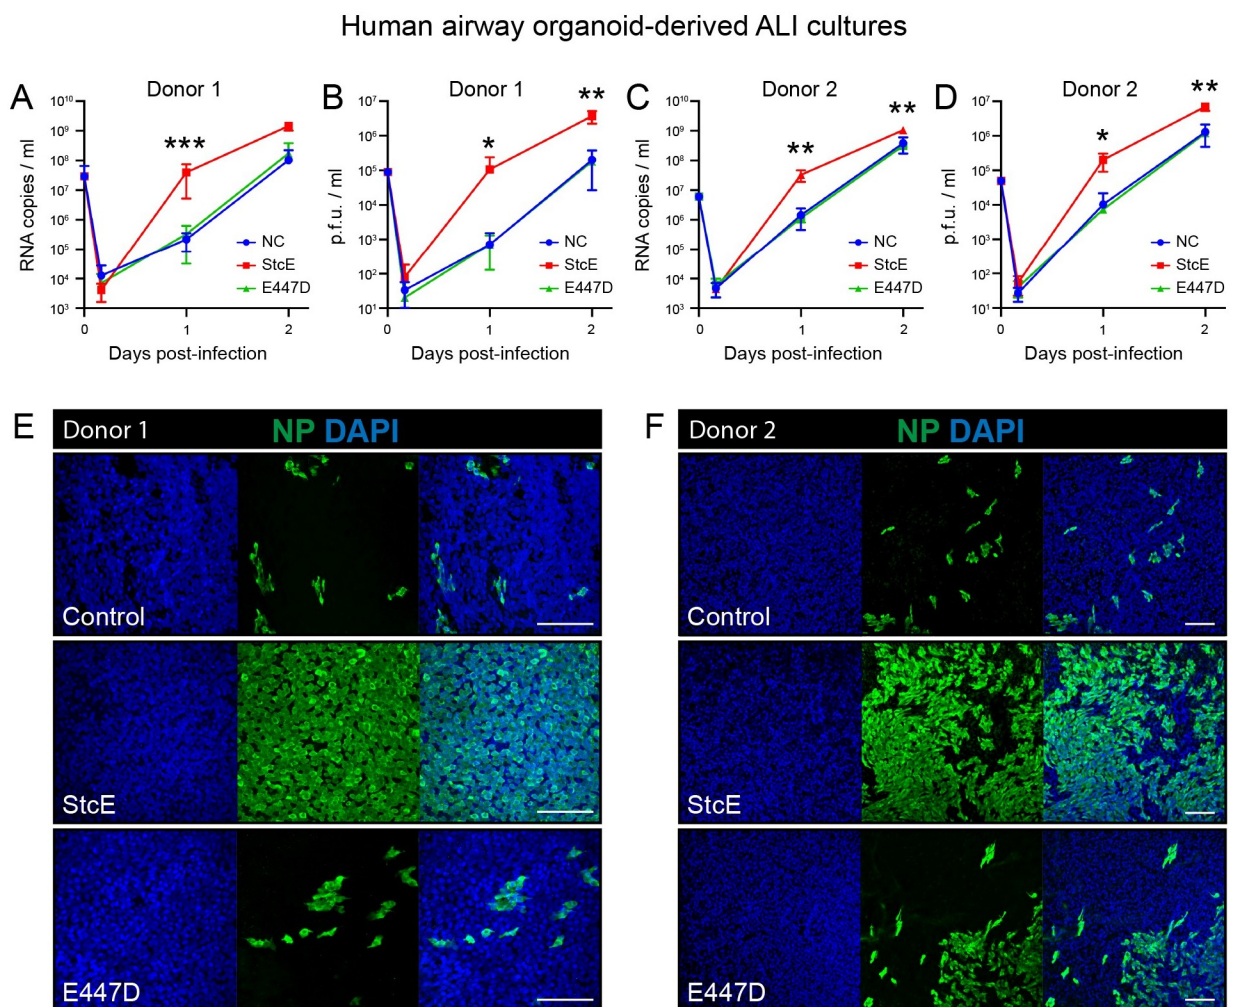 Human airway organoid-derived ALI cultures
A
Donor 1
RNA copies / ml
10¹⁰
10⁹
10⁸
10⁷
10⁶
10⁵
10⁴
10³
***
NC
StcE
E447D
0
1
2
Days post-infection
B
Donor 1
p.f.u. / ml
10⁷
10⁶
10⁵
10⁴
10³
10²
10¹
*
**
NC
StcE
E447D
0
1
2
Days post-infection
C
Donor 2
RNA copies / ml
10¹⁰
10⁹
10⁸
10⁷
10⁶
10⁵
10⁴
10³
**
**
NC
StcE
E447D
0
1
2
Days post-infection
D
Donor 2
p.f.u. / ml
10⁷
10⁶
10⁵
10⁴
10³
10²
10¹
*
**
NC
StcE
E447D
0
1
2
Days post-infection
E
Donor 1
NP DAPI
Control
StcE
E447D
F
Donor 2
NP DAPI
Control
StcE
E447D